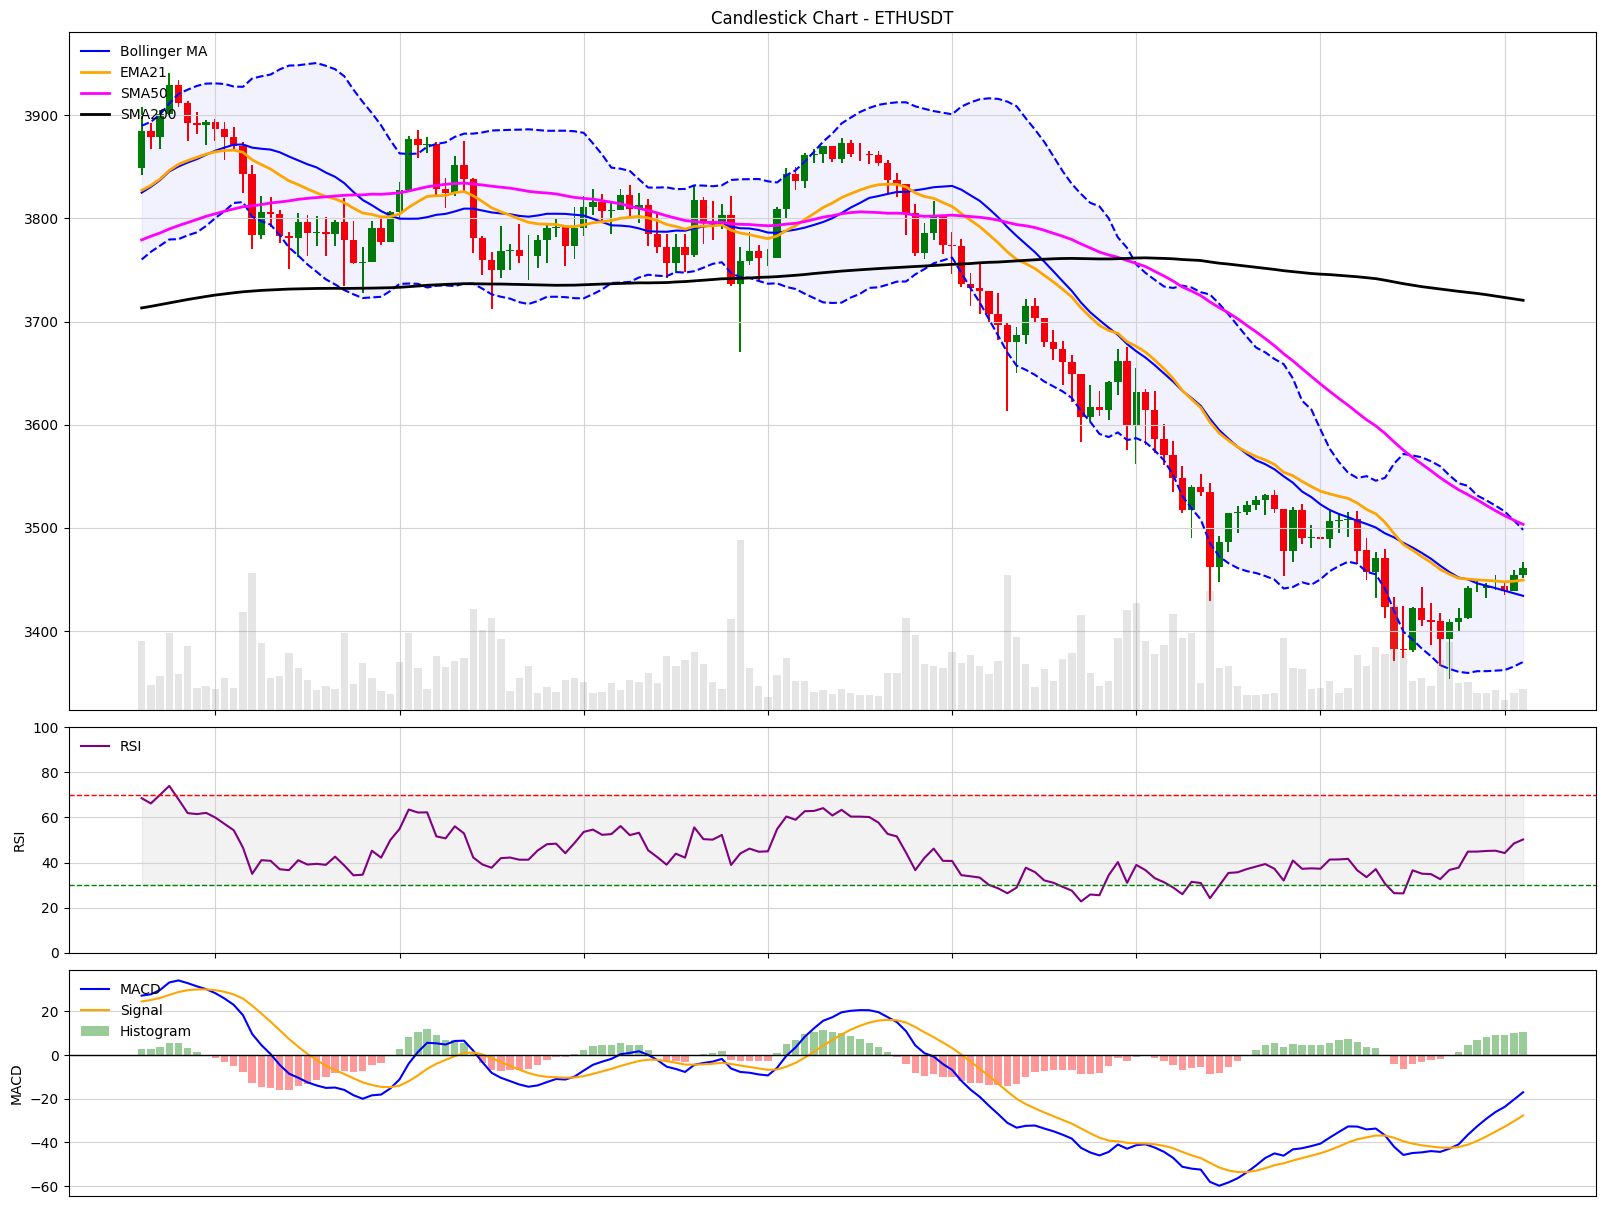 Candlestick Chart - ETHUSDT
Bollinger MA
EMA21
SMA50
SMA200
3900
3800
3700
3600
3500
3400
RSI
100
80
60
40
20
0
RSI
MACD
Signal
Histogram
20
0
−20
−40
−60
MACD